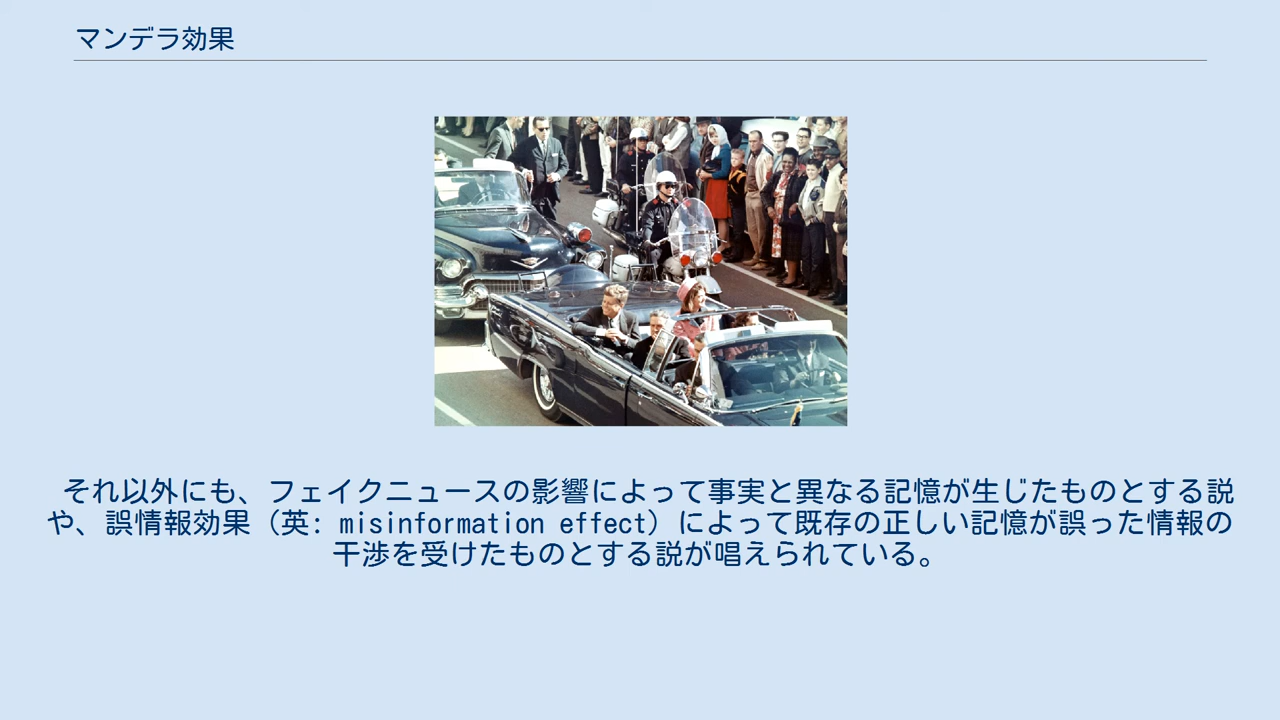 マンデラ効果
それ以外にも、フェイクニュースの影響によって事実と異なる記憶が生じたものとする説
や、誤情報効果（英: misinformation effect）によって既存の正しい記憶が誤った情報の
干渉を受けたものとする説が唱えられている。